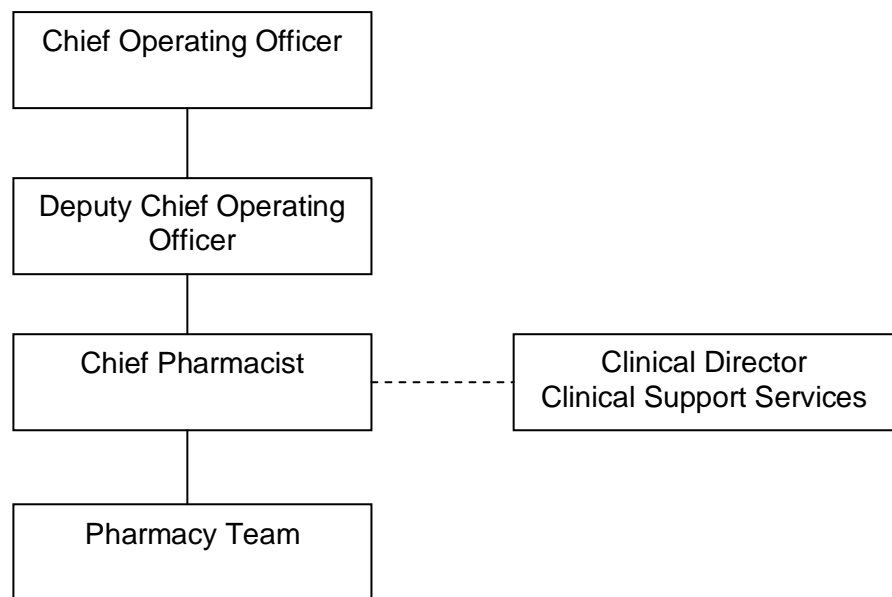 Chief Operating Officer
Deputy Chief Operating
Officer
Chief Pharmacist
Clinical Director
Clinical Support Services
Pharmacy Team